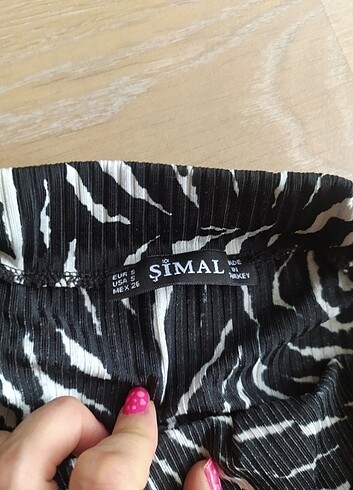 EUR S
USA S
MEX 26
ŞİMAL
MADE
IN
TURKEY